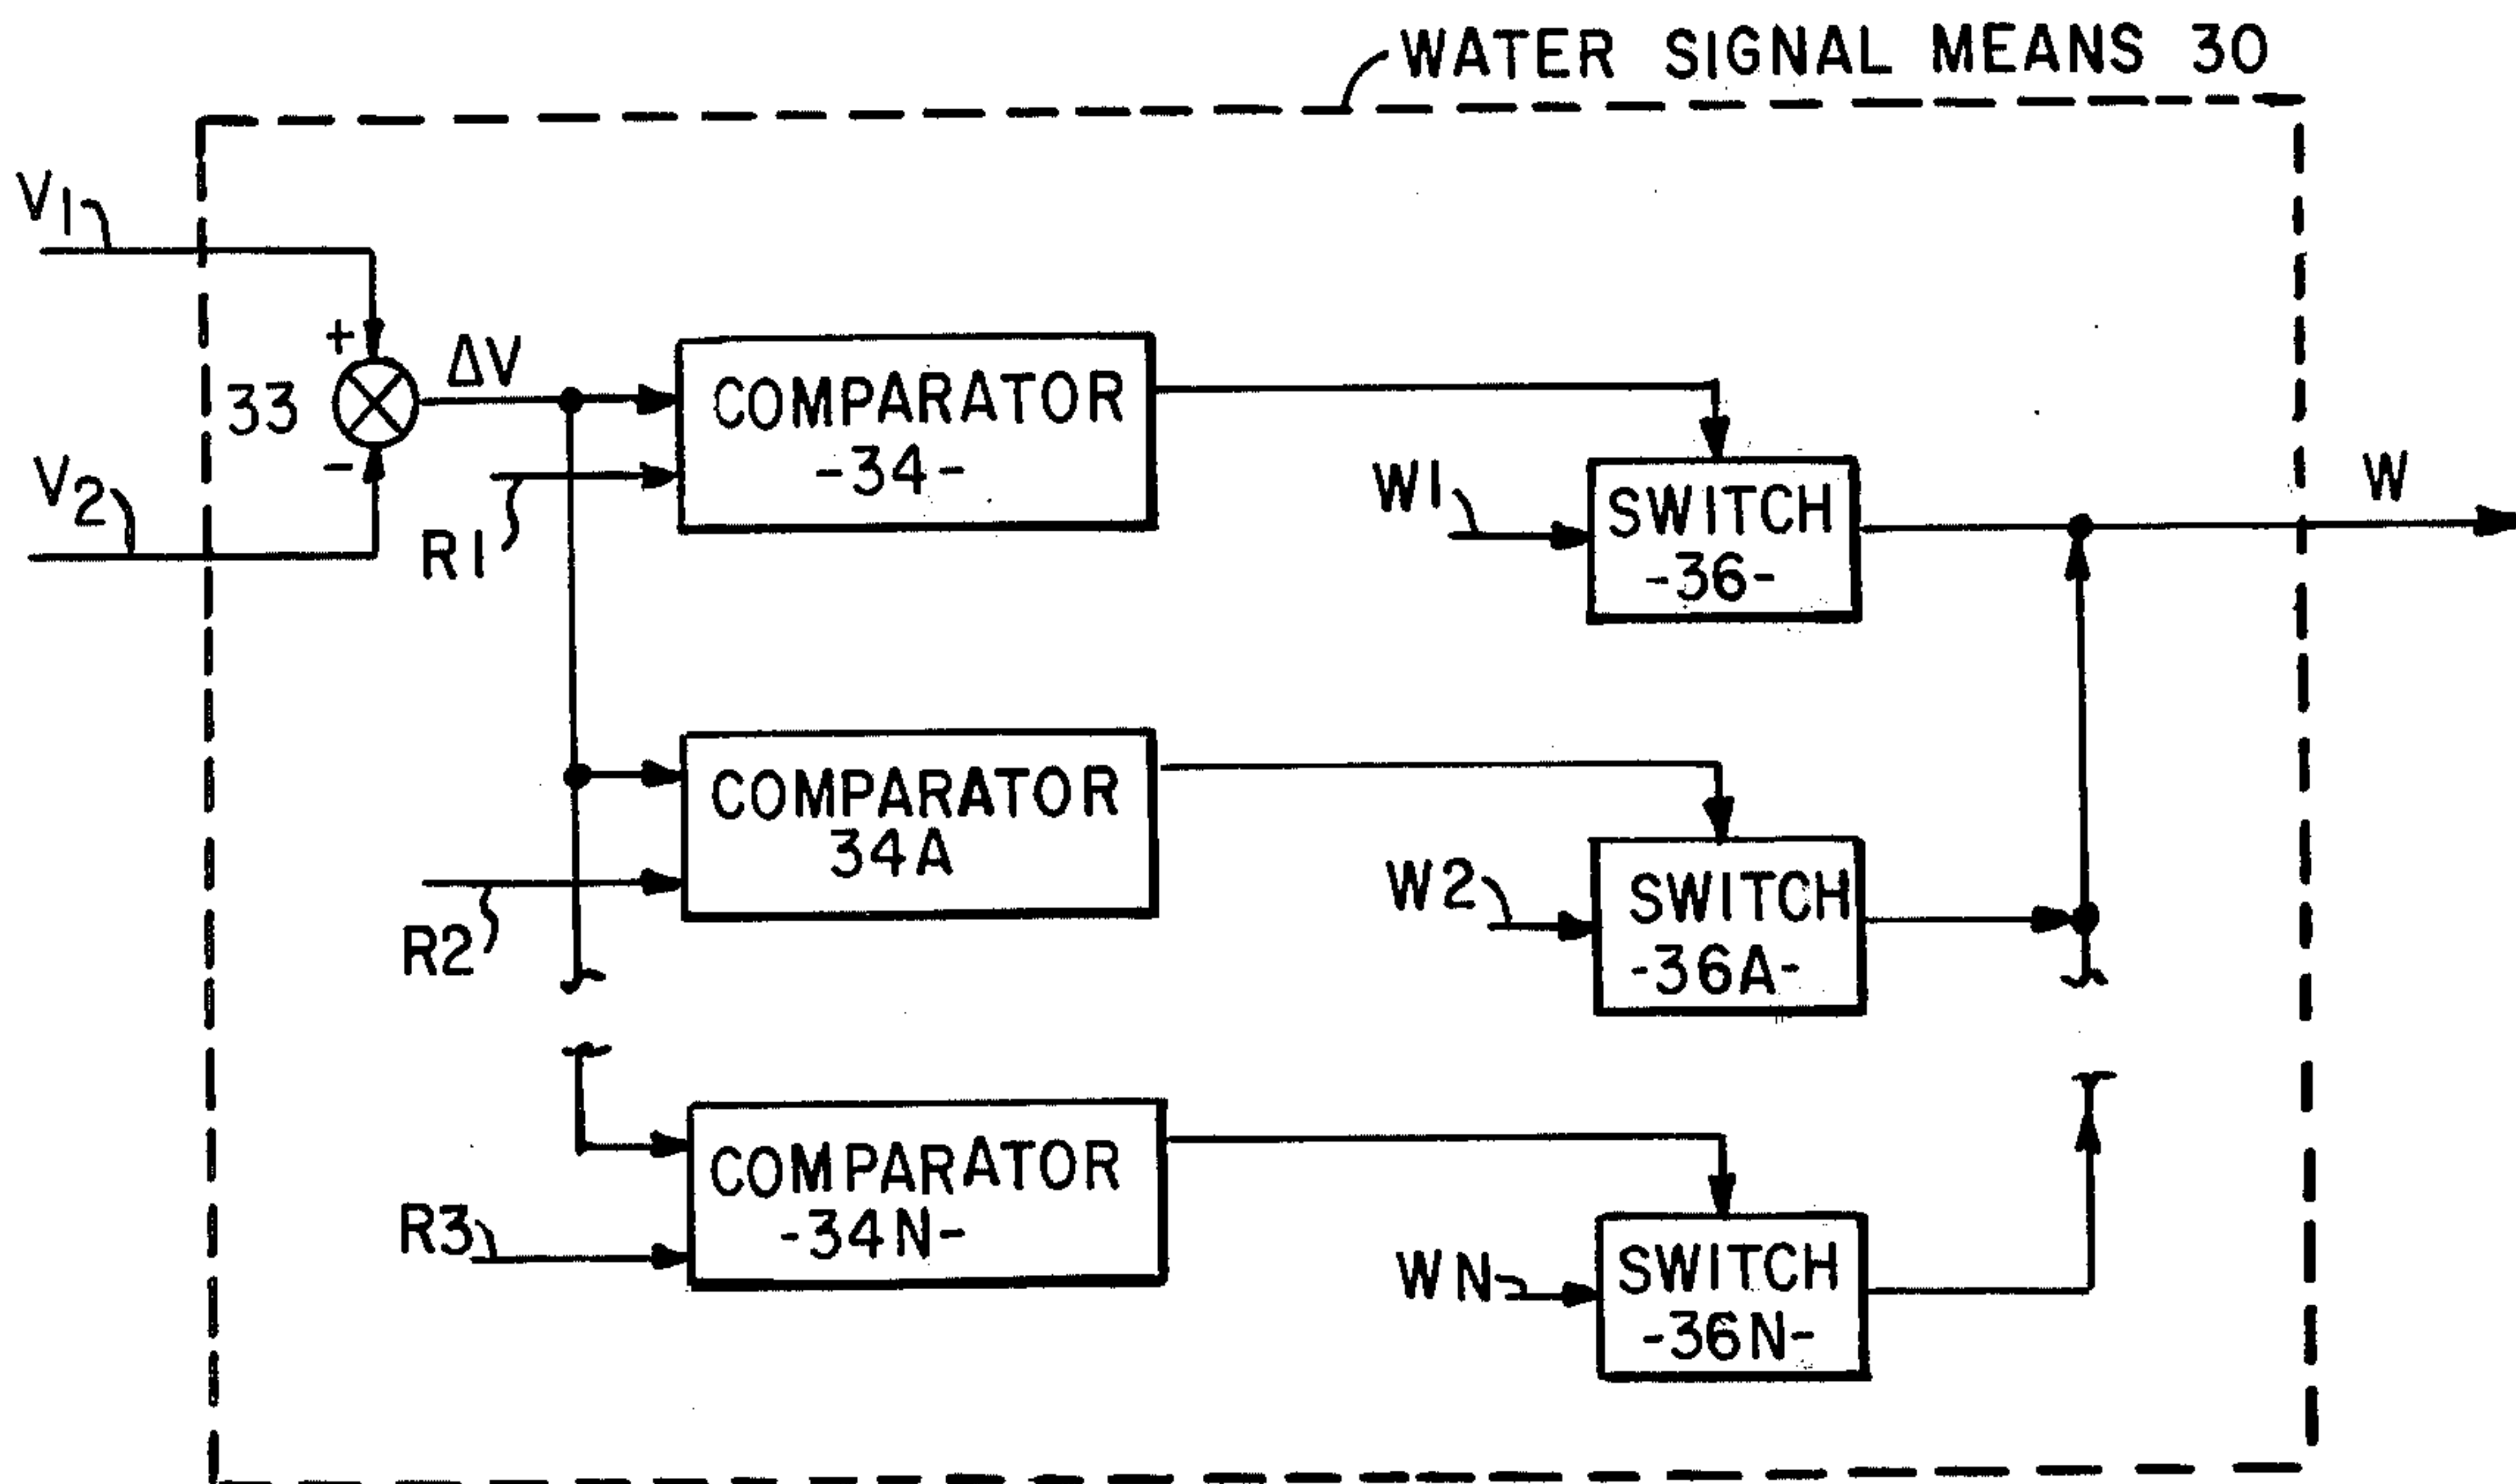 WATER SIGNAL MEANS 30
V1
+
33
ΔV
-
V2
COMPARATOR
-34-
R1
W1
SWITCH
-36-
W
COMPARATOR
34A
R2
W2
SWITCH
-36A-
COMPARATOR
-34N-
R3
WN
SWITCH
-36N-